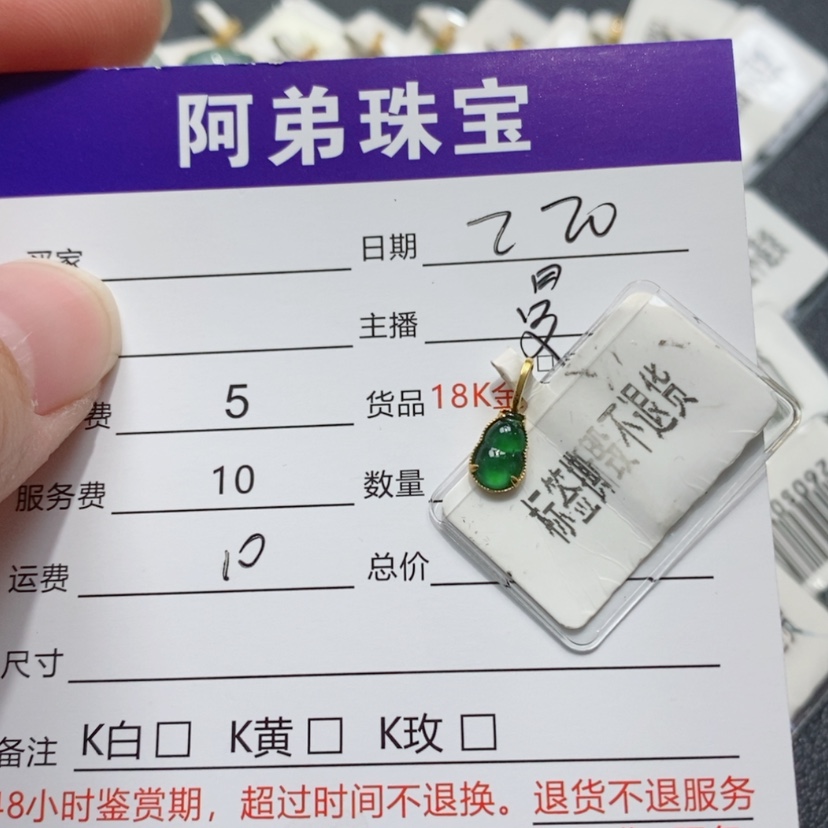 阿弟珠宝
日期
主播 曼
费 5 货品 18K金
服务费 10 数量
运费 10 总价
标签撕毁不退货
尺寸
备注 K白□ K黄□ K玫□
48小时鉴赏期，超过时间不退换。退货不退服务